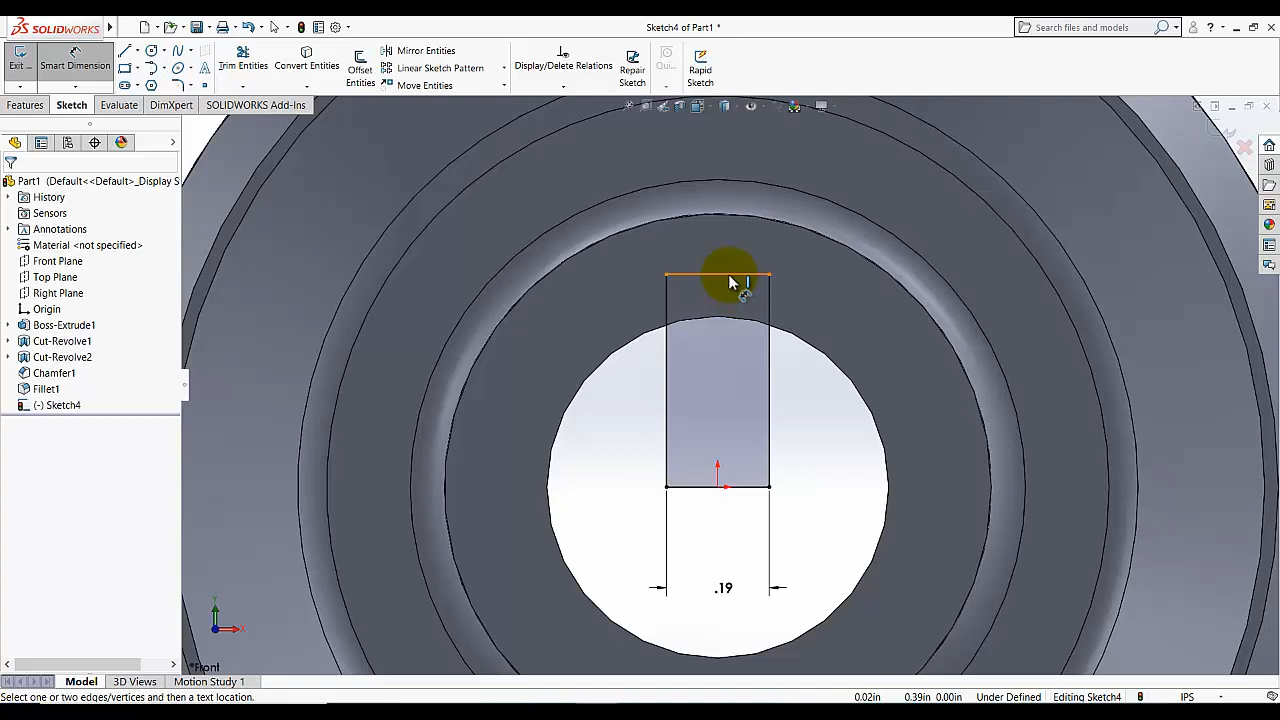 SOLIDWORKS
Sketch4 of Part1 *
Search files and models
?
Exit ...
Smart Dimension
Trim Entities
Convert Entities
Offset Entities
Mirror Entities
Linear Sketch Pattern
Move Entities
Display/Delete Relations
Repair Sketch
Qui...
Rapid Sketch
Features
Sketch
Evaluate
DimXpert
SOLIDWORKS Add-Ins
Part1 (Default<<Default>_Display S
History
Sensors
Annotations
Material <not specified>
Front Plane
Top Plane
Right Plane
Origin
Boss-Extrude1
Cut-Revolve1
Cut-Revolve2
Chamfer1
Fillet1
(-) Sketch4
.19
Y
X
*Front
Model
3D Views
Motion Study 1
Select one or two edges/vertices and then a text location.
0.02in
0.39in
0.00in
Under Defined
Editing Sketch4
IPS